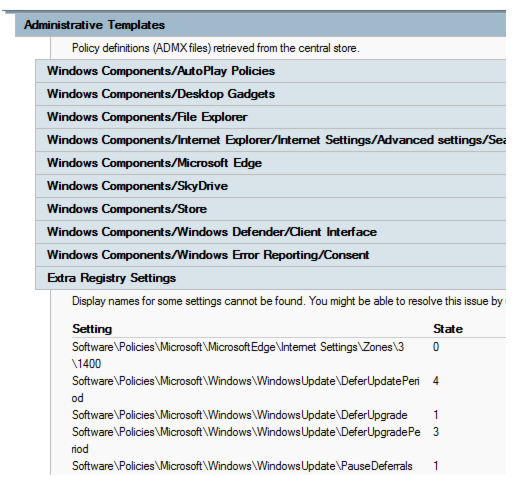 Administrative Templates
Policy definitions (ADMX files) retrieved from the central store.
Windows Components/AutoPlay Policies
Windows Components/Desktop Gadgets
Windows Components/File Explorer
Windows Components/Internet Explorer/Internet Settings/Advanced settings/Sea
Windows Components/Microsoft Edge
Windows Components/SkyDrive
Windows Components/Store
Windows Components/Windows Defender/Client Interface
Windows Components/Windows Error Reporting/Consent
Extra Registry Settings
Display names for some settings cannot be found. You might be able to resolve this issue by
Setting State
Software\Policies\Microsoft\MicrosoftEdge\Internet Settings\Zones\3 0
\1400
Software\Policies\Microsoft\Windows\WindowsUpdate\DeferUpdatePeri 4
od
Software\Policies\Microsoft\Windows\WindowsUpdate\DeferUpgrade 1
Software\Policies\Microsoft\Windows\WindowsUpdate\DeferUpgradePe 3
riod
Software\Policies\Microsoft\Windows\WindowsUpdate\PauseDeferrals 1